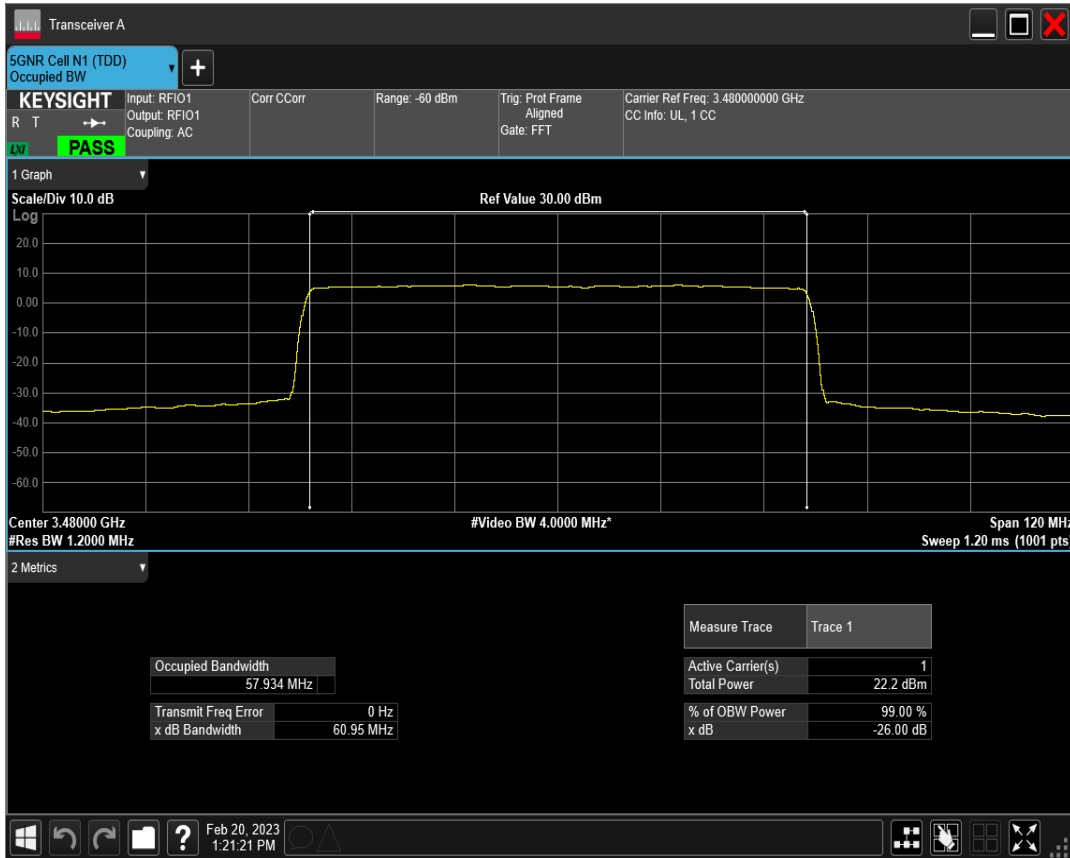 Transceiver A
5GNR Cell N1 (TDD)
Occupied BW
+
KEYSIGHT
R T
LXI
PASS
Input: RFIO1
Output: RFIO1
Coupling: AC
Corr CCorr
Range: -60 dBm
Trig: Prot Frame
Aligned
Gate: FFT
Carrier Ref Freq: 3.480000000 GHz
CC Info: UL, 1 CC
1 Graph
Scale/Div 10.0 dB
Ref Value 30.00 dBm
Log
20.0
10.0
0.00
-10.0
-20.0
-30.0
-40.0
-50.0
-60.0
Center 3.48000 GHz
#Video BW 4.0000 MHz*
Span 120 MHz
#Res BW 1.2000 MHz
Sweep 1.20 ms (1001 pts)
2 Metrics
Measure Trace Trace 1
Occupied Bandwidth
57.934 MHz
Transmit Freq Error 0 Hz
x dB Bandwidth 60.95 MHz
Active Carrier(s) 1
Total Power 22.2 dBm
% of OBW Power 99.00 %
x dB -26.00 dB
?
Feb 20, 2023
1:21:21 PM